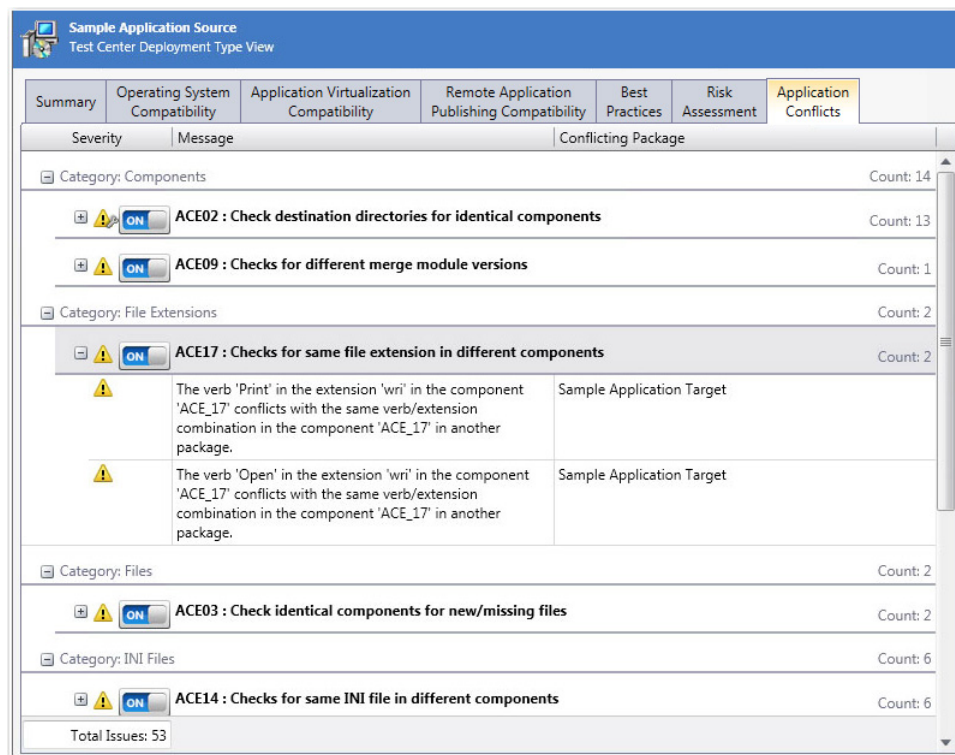 Sample Application Source
Test Center Deployment Type View
Summary
Operating System
Compatibility
Application Virtualization
Compatibility
Remote Application
Publishing Compatibility
Best
Practices
Risk
Assessment
Application
Conflicts
Severity Message Conflicting Package
Category: Components Count: 14
ON ACE02 : Check destination directories for identical components Count: 13
ON ACE09 : Checks for different merge module versions Count: 1
Category: File Extensions Count: 2
ON ACE17 : Checks for same file extension in different components Count: 2
The verb 'Print' in the extension 'wri' in the component Sample Application Target
'ACE_17' conflicts with the same verb/extension
combination in the component 'ACE_17' in another
package.
The verb 'Open' in the extension 'wri' in the component Sample Application Target
'ACE_17' conflicts with the same verb/extension
combination in the component 'ACE_17' in another
package.
Category: Files Count: 2
ON ACE03 : Check identical components for new/missing files Count: 2
Category: INI Files Count: 6
ON ACE14 : Checks for same INI file in different components Count: 6
Total Issues: 53